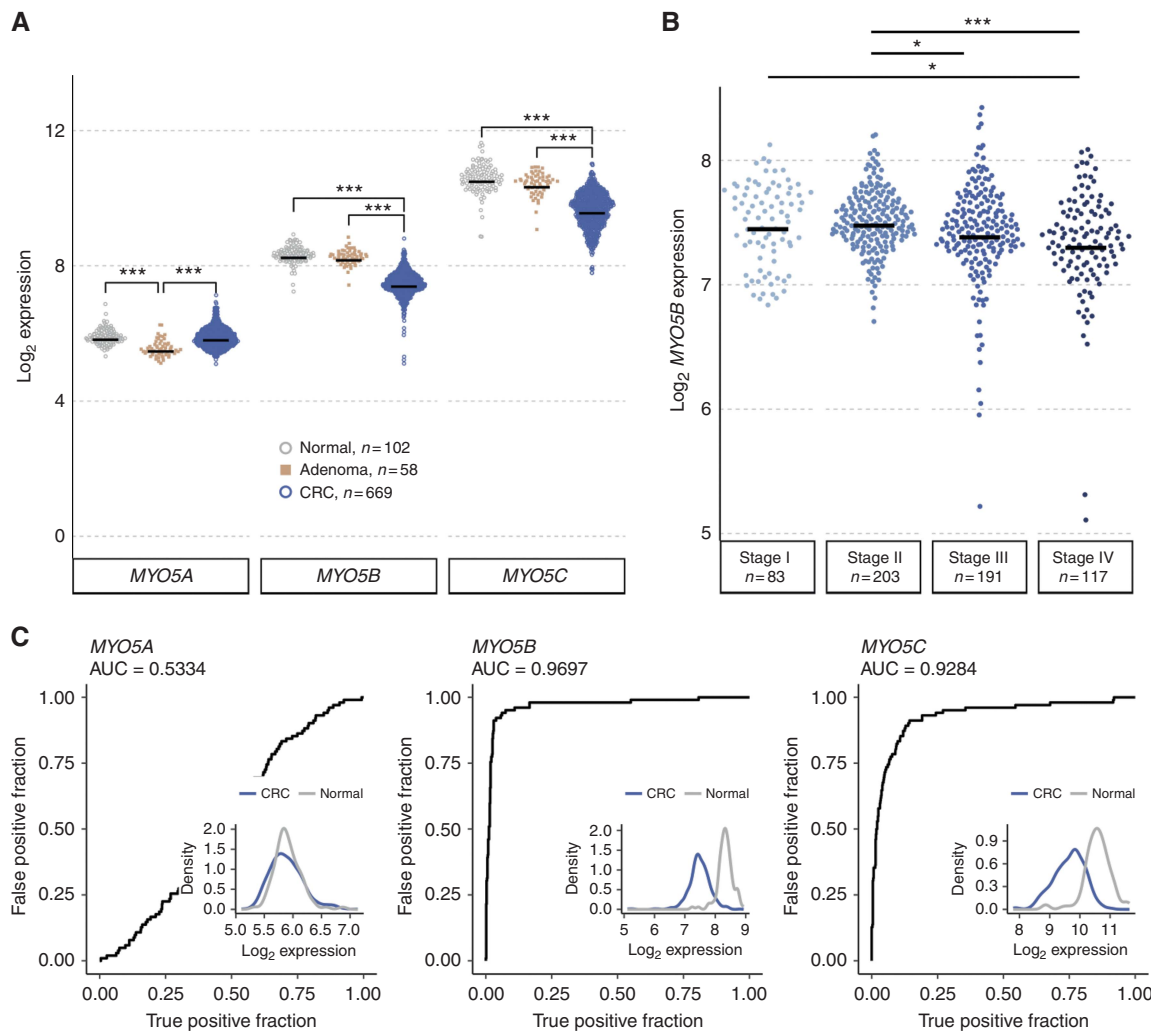 A
Log2 expression
12
8
4
0
***
***
***
***
***
***
Normal, n=102
Adenoma, n=58
CRC, n=669
MYO5A
MYO5B
MYO5C
B
***
*
*
Log2 MYO5B expression
8
7
6
5
Stage I
n=83
Stage II
n=203
Stage III
n=191
Stage IV
n=117
C
MYO5A
AUC = 0.5334
False positive fraction
1.00
0.75
0.50
0.25
0.00
0.00 0.25 0.50 0.75 1.00
True positive fraction
CRC Normal
Density
2.0
1.5
1.0
0.5
0.0
5.0 5.5 6.0 6.5 7.0
Log2 expression
MYO5B
AUC = 0.9697
False positive fraction
1.00
0.75
0.50
0.25
0.00
0.00 0.25 0.50 0.75 1.00
True positive fraction
CRC Normal
Density
2.0
1.5
1.0
0.5
0.0
5 6 7 8 9
Log2 expression
MYO5C
AUC = 0.9284
False positive fraction
1.00
0.75
0.50
0.25
0.00
0.00 0.25 0.50 0.75 1.00
True positive fraction
CRC Normal
Density
0.9
0.6
0.3
0.0
8 9 10 11
Log2 expression